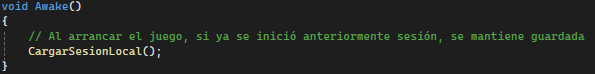 void Awake()
{
// Al arrancar el juego, si ya se inició anteriormente sesión, se mantiene guardada
CargarSesionLocal();
}